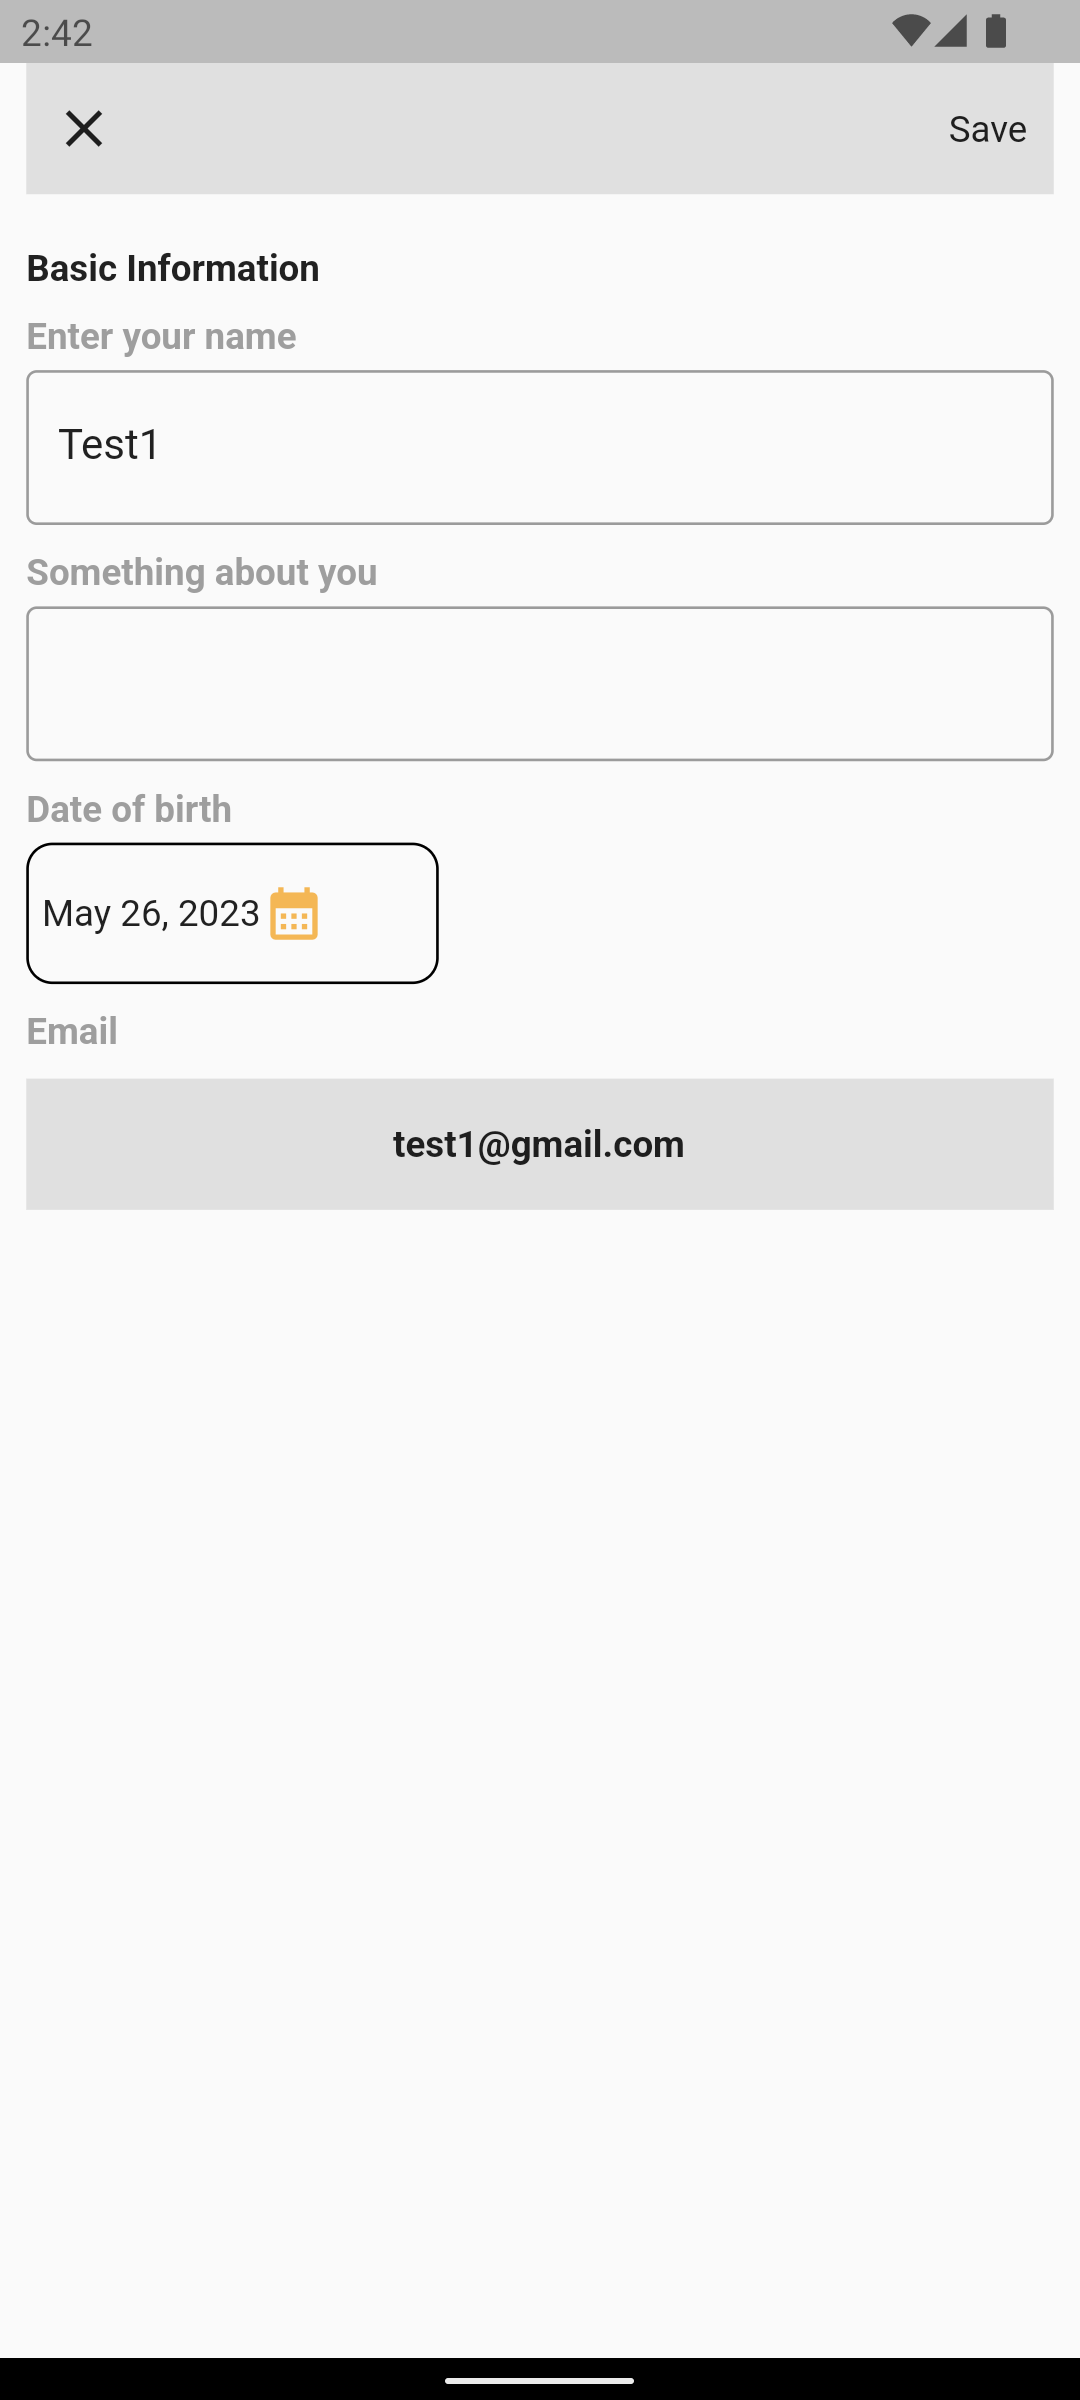 2:42
Save
Basic Information
Enter your name
Test1
Something about you
Date of birth
May 26, 2023
Email
test1@gmail.com